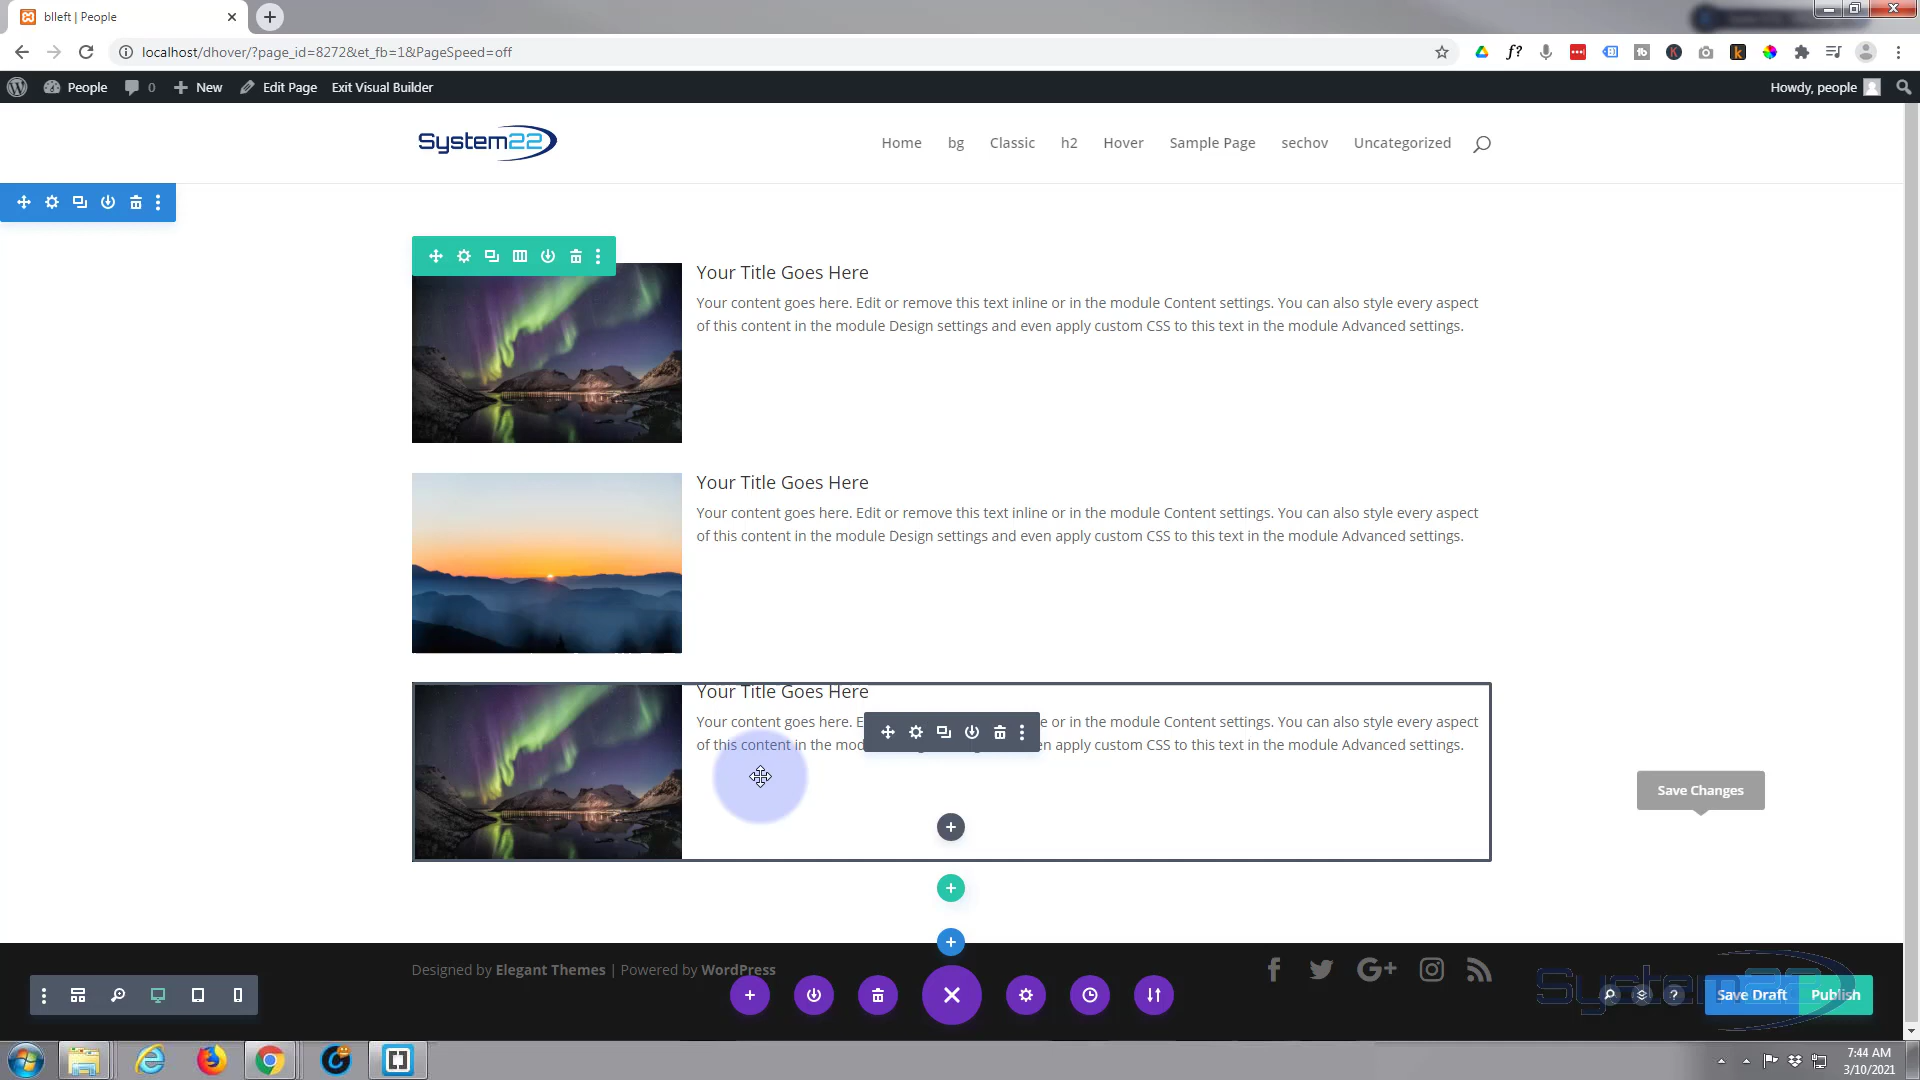 blleft | People
localhost/dhover/?page_id=8272&et_fb=1&PageSpeed=off
People 0 New Edit Page Exit Visual Builder
Howdy, people
System22
Home bg Classic h2 Hover Sample Page sechov Uncategorized
Your Title Goes Here
Your content goes here. Edit or remove this text inline or in the module Content settings. You can also style every aspect
of this content in the module Design settings and even apply custom CSS to this text in the module Advanced settings.
Your Title Goes Here
Your content goes here. Edit or remove this text inline or in the module Content settings. You can also style every aspect
of this content in the module Design settings and even apply custom CSS to this text in the module Advanced settings.
Your Title Goes Here
Your content goes here. E e or in the module Content settings. You can also style every aspect
of this content in the mod en apply custom CSS to this text in the module Advanced settings.
Save Changes
Designed by Elegant Themes | Powered by WordPress
System22
Save Draft
Publish
7:44 AM
3/10/2021